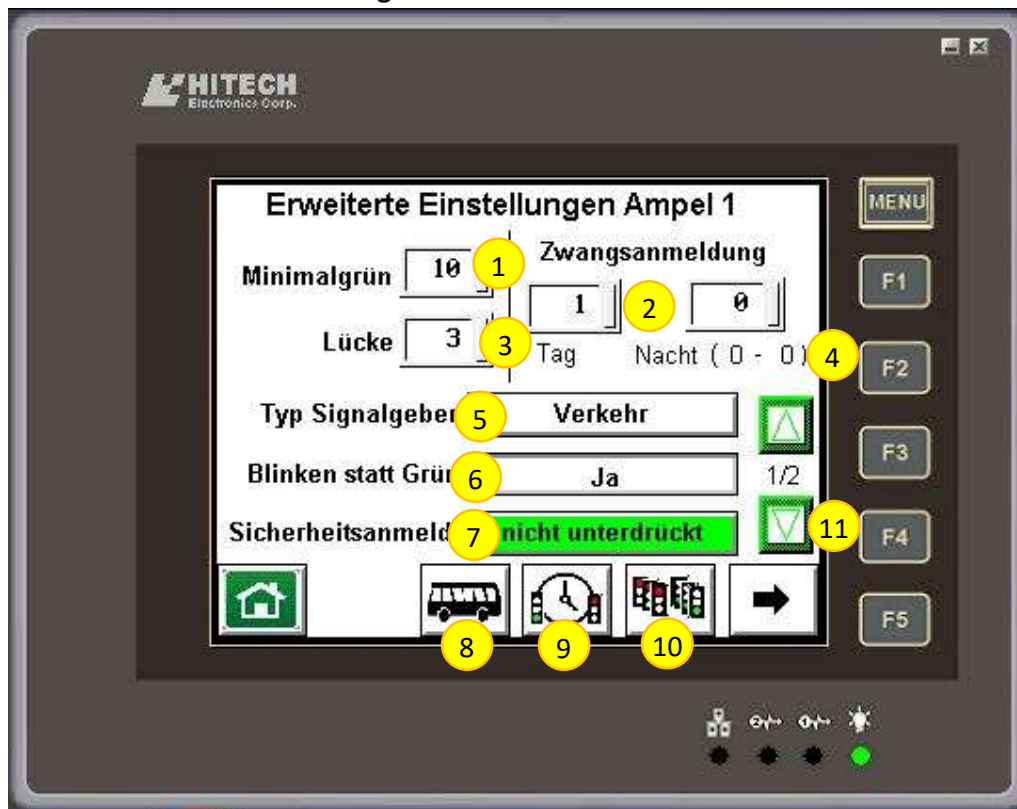 HITECH
Electronics Corp.
Erweiterte Einstellungen Ampel 1
MENU
Minimalgrün 10 1 Zwangsanmeldung
F1
1 2 0
Lücke 3 3 Tag Nacht ( 0 - 0 ) 4
F2
Typ Signalgeber 5 Verkehr
F3
Blinken statt Grün 6 Ja 1/2
Sicherheitsanmeld 7 nicht unterdrückt 11
F4
8 9 10
F5